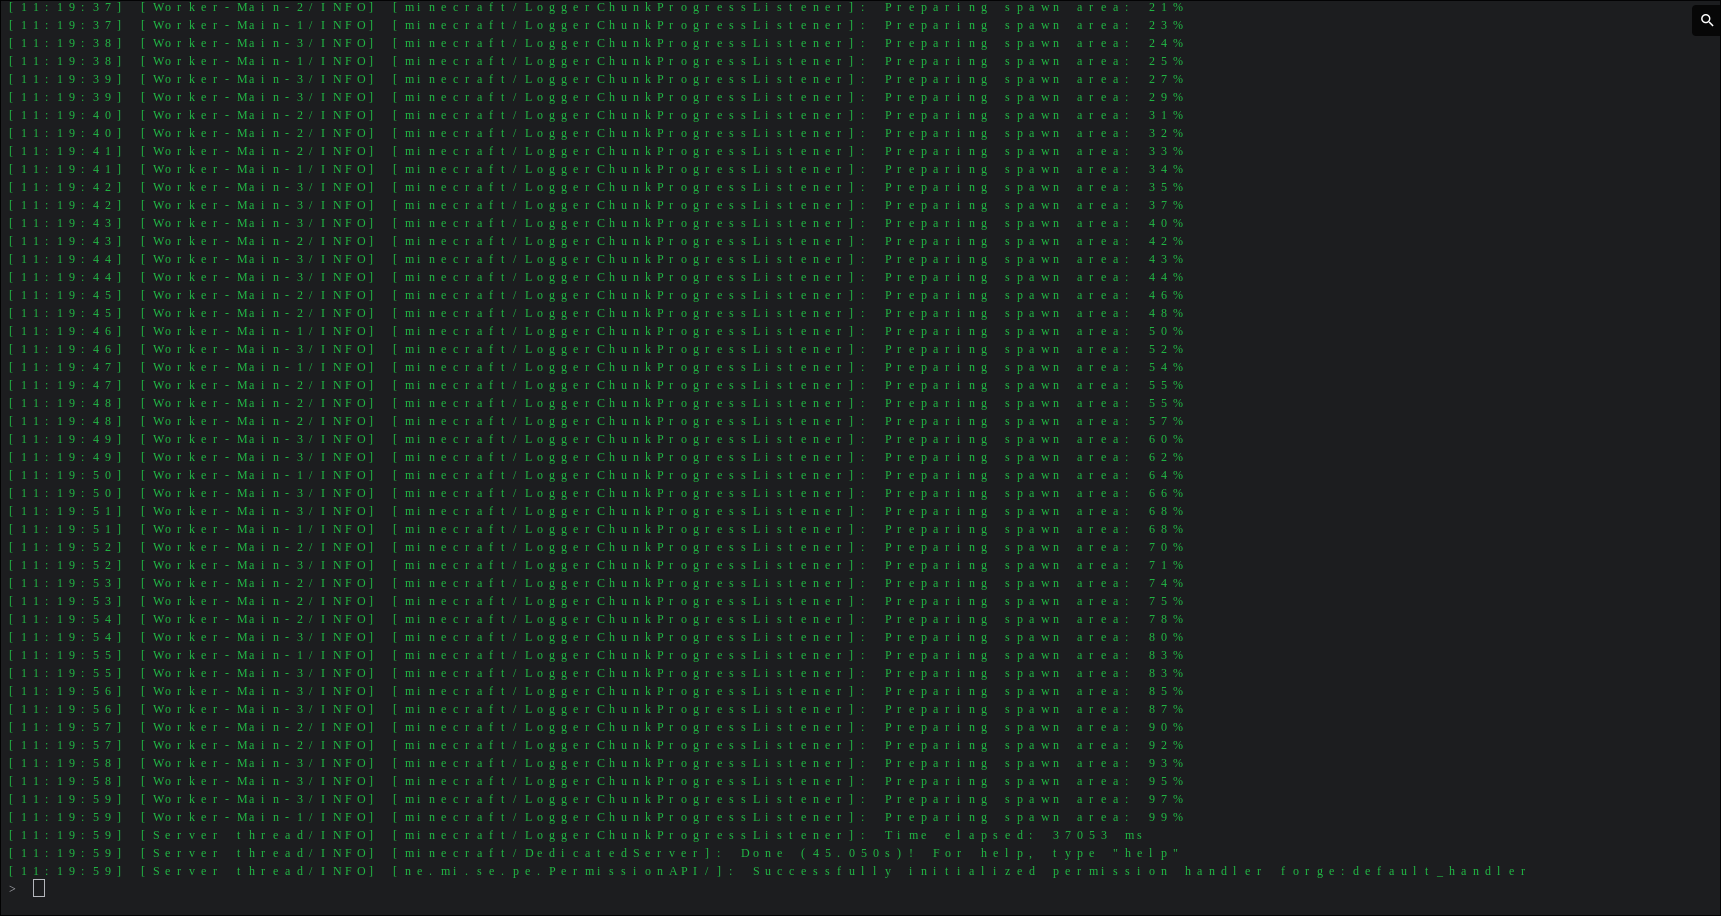 [11:19:37] [Worker-Main-2/INFO] [minecraft/LoggerChunkProgressListener]: Preparing spawn area: 21%
[11:19:37] [Worker-Main-1/INFO] [minecraft/LoggerChunkProgressListener]: Preparing spawn area: 23%
[11:19:38] [Worker-Main-3/INFO] [minecraft/LoggerChunkProgressListener]: Preparing spawn area: 24%
[11:19:38] [Worker-Main-1/INFO] [minecraft/LoggerChunkProgressListener]: Preparing spawn area: 25%
[11:19:39] [Worker-Main-3/INFO] [minecraft/LoggerChunkProgressListener]: Preparing spawn area: 27%
[11:19:39] [Worker-Main-3/INFO] [minecraft/LoggerChunkProgressListener]: Preparing spawn area: 29%
[11:19:40] [Worker-Main-2/INFO] [minecraft/LoggerChunkProgressListener]: Preparing spawn area: 31%
[11:19:40] [Worker-Main-2/INFO] [minecraft/LoggerChunkProgressListener]: Preparing spawn area: 32%
[11:19:41] [Worker-Main-2/INFO] [minecraft/LoggerChunkProgressListener]: Preparing spawn area: 33%
[11:19:41] [Worker-Main-1/INFO] [minecraft/LoggerChunkProgressListener]: Preparing spawn area: 34%
[11:19:42] [Worker-Main-3/INFO] [minecraft/LoggerChunkProgressListener]: Preparing spawn area: 35%
[11:19:42] [Worker-Main-3/INFO] [minecraft/LoggerChunkProgressListener]: Preparing spawn area: 37%
[11:19:43] [Worker-Main-3/INFO] [minecraft/LoggerChunkProgressListener]: Preparing spawn area: 40%
[11:19:43] [Worker-Main-2/INFO] [minecraft/LoggerChunkProgressListener]: Preparing spawn area: 42%
[11:19:44] [Worker-Main-3/INFO] [minecraft/LoggerChunkProgressListener]: Preparing spawn area: 43%
[11:19:44] [Worker-Main-3/INFO] [minecraft/LoggerChunkProgressListener]: Preparing spawn area: 44%
[11:19:45] [Worker-Main-2/INFO] [minecraft/LoggerChunkProgressListener]: Preparing spawn area: 46%
[11:19:45] [Worker-Main-2/INFO] [minecraft/LoggerChunkProgressListener]: Preparing spawn area: 48%
[11:19:46] [Worker-Main-1/INFO] [minecraft/LoggerChunkProgressListener]: Preparing spawn area: 50%
[11:19:46] [Worker-Main-3/INFO] [minecraft/LoggerChunkProgressListener]: Preparing spawn area: 52%
[11:19:47] [Worker-Main-1/INFO] [minecraft/LoggerChunkProgressListener]: Preparing spawn area: 54%
[11:19:47] [Worker-Main-2/INFO] [minecraft/LoggerChunkProgressListener]: Preparing spawn area: 55%
[11:19:48] [Worker-Main-2/INFO] [minecraft/LoggerChunkProgressListener]: Preparing spawn area: 55%
[11:19:48] [Worker-Main-2/INFO] [minecraft/LoggerChunkProgressListener]: Preparing spawn area: 57%
[11:19:49] [Worker-Main-3/INFO] [minecraft/LoggerChunkProgressListener]: Preparing spawn area: 60%
[11:19:49] [Worker-Main-3/INFO] [minecraft/LoggerChunkProgressListener]: Preparing spawn area: 62%
[11:19:50] [Worker-Main-1/INFO] [minecraft/LoggerChunkProgressListener]: Preparing spawn area: 64%
[11:19:50] [Worker-Main-3/INFO] [minecraft/LoggerChunkProgressListener]: Preparing spawn area: 66%
[11:19:51] [Worker-Main-3/INFO] [minecraft/LoggerChunkProgressListener]: Preparing spawn area: 68%
[11:19:51] [Worker-Main-1/INFO] [minecraft/LoggerChunkProgressListener]: Preparing spawn area: 68%
[11:19:52] [Worker-Main-2/INFO] [minecraft/LoggerChunkProgressListener]: Preparing spawn area: 70%
[11:19:52] [Worker-Main-3/INFO] [minecraft/LoggerChunkProgressListener]: Preparing spawn area: 71%
[11:19:53] [Worker-Main-2/INFO] [minecraft/LoggerChunkProgressListener]: Preparing spawn area: 74%
[11:19:53] [Worker-Main-2/INFO] [minecraft/LoggerChunkProgressListener]: Preparing spawn area: 75%
[11:19:54] [Worker-Main-2/INFO] [minecraft/LoggerChunkProgressListener]: Preparing spawn area: 78%
[11:19:54] [Worker-Main-3/INFO] [minecraft/LoggerChunkProgressListener]: Preparing spawn area: 80%
[11:19:55] [Worker-Main-1/INFO] [minecraft/LoggerChunkProgressListener]: Preparing spawn area: 83%
[11:19:55] [Worker-Main-3/INFO] [minecraft/LoggerChunkProgressListener]: Preparing spawn area: 83%
[11:19:56] [Worker-Main-3/INFO] [minecraft/LoggerChunkProgressListener]: Preparing spawn area: 85%
[11:19:56] [Worker-Main-3/INFO] [minecraft/LoggerChunkProgressListener]: Preparing spawn area: 87%
[11:19:57] [Worker-Main-2/INFO] [minecraft/LoggerChunkProgressListener]: Preparing spawn area: 90%
[11:19:57] [Worker-Main-2/INFO] [minecraft/LoggerChunkProgressListener]: Preparing spawn area: 92%
[11:19:58] [Worker-Main-3/INFO] [minecraft/LoggerChunkProgressListener]: Preparing spawn area: 93%
[11:19:58] [Worker-Main-3/INFO] [minecraft/LoggerChunkProgressListener]: Preparing spawn area: 95%
[11:19:59] [Worker-Main-3/INFO] [minecraft/LoggerChunkProgressListener]: Preparing spawn area: 97%
[11:19:59] [Worker-Main-1/INFO] [minecraft/LoggerChunkProgressListener]: Preparing spawn area: 99%
[11:19:59] [Server thread/INFO] [minecraft/LoggerChunkProgressListener]: Time elapsed: 37053 ms
[11:19:59] [Server thread/INFO] [minecraft/DedicatedServer]: Done (45.050s)! For help, type "help"
[11:19:59] [Server thread/INFO] [ne.mi.se.pe.PermissionAPI/]: Successfully initialized permission handler forge:default_handler
>